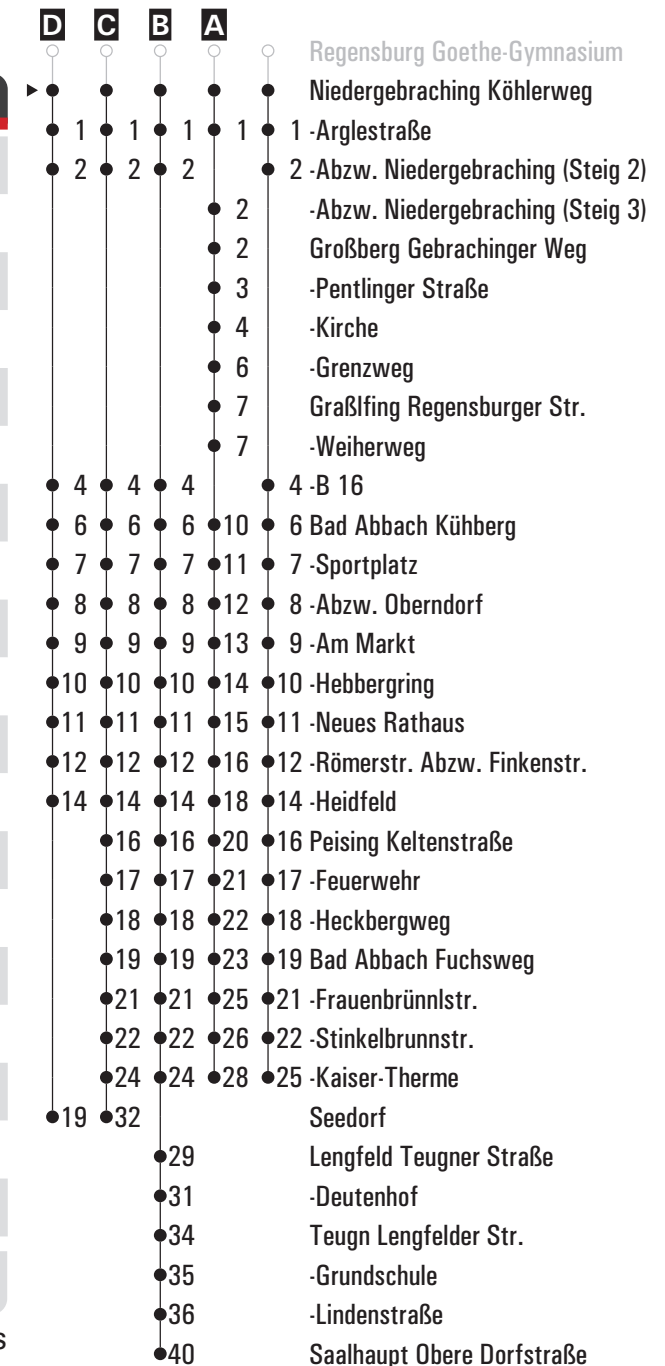 D C B A
Regensburg Goethe-Gymnasium
Niedergebraching Köhlerweg
1 1 1 1 1 -Arglestraße
2 2 2 2 -Abzw. Niedergebraching (Steig 2)
2 -Abzw. Niedergebraching (Steig 3)
2 Großberg Gebrachinger Weg
3 -Pentlinger Straße
4 -Kirche
6 -Grenzweg
7 Graßlfing Regensburger Str.
7 -Weiherweg
4 4 4 4 -B 16
6 6 6 10 6 Bad Abbach Kühberg
7 7 7 11 7 -Sportplatz
8 8 8 12 8 -Abzw. Oberndorf
9 9 9 13 9 -Am Markt
10 10 10 14 10 -Hebbergring
11 11 11 15 11 -Neues Rathaus
12 12 12 16 12 -Römerstr. Abzw. Finkenstr.
14 14 14 18 14 -Heidfeld
16 16 20 16 Peising Keltenstraße
17 17 21 17 -Feuerwehr
18 18 22 18 -Heckbergweg
19 19 23 19 Bad Abbach Fuchsweg
21 21 25 21 -Frauenbrünnlstr.
22 22 26 22 -Stinkelbrunnstr.
24 24 28 25 -Kaiser-Therme
19 32 Seedorf
29 Lengfeld Teugner Straße
31 -Deutenhof
34 Teugn Lengfelder Str.
35 -Grundschule
36 -Lindenstraße
s
40 Saalhaupt Obere Dorfstraße